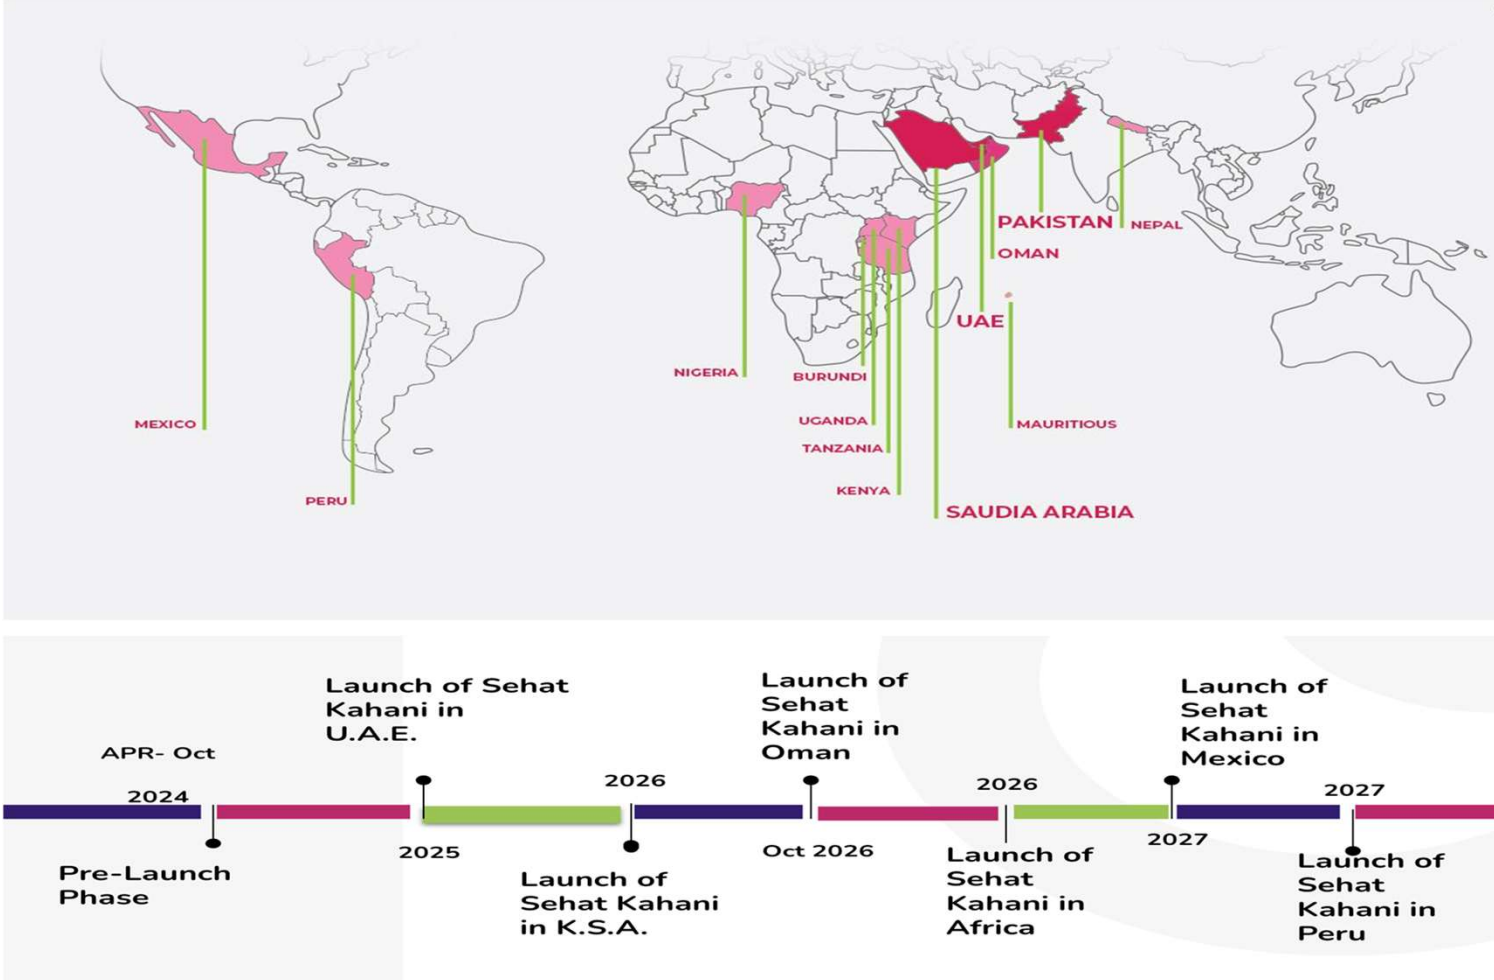 PAKISTAN
NEPAL
OMAN
UAE
NIGERIA
BURUNDI
UGANDA
MEXICO
MAURITIOUS
TANZANIA
KENYA
PERU
SAUDIA ARABIA
APR- Oct
2024
Pre-Launch
Phase
Launch of Sehat
Kahani in
U.A.E.
2025
2026
Launch of
Sehat Kahani
in K.S.A.
Launch of
Sehat
Kahani in
Oman
Oct 2026
2026
Launch of
Sehat
Kahani in
Africa
Launch of
Sehat
Kahani in
Mexico
2027
2027
Launch of
Sehat
Kahani in
Peru